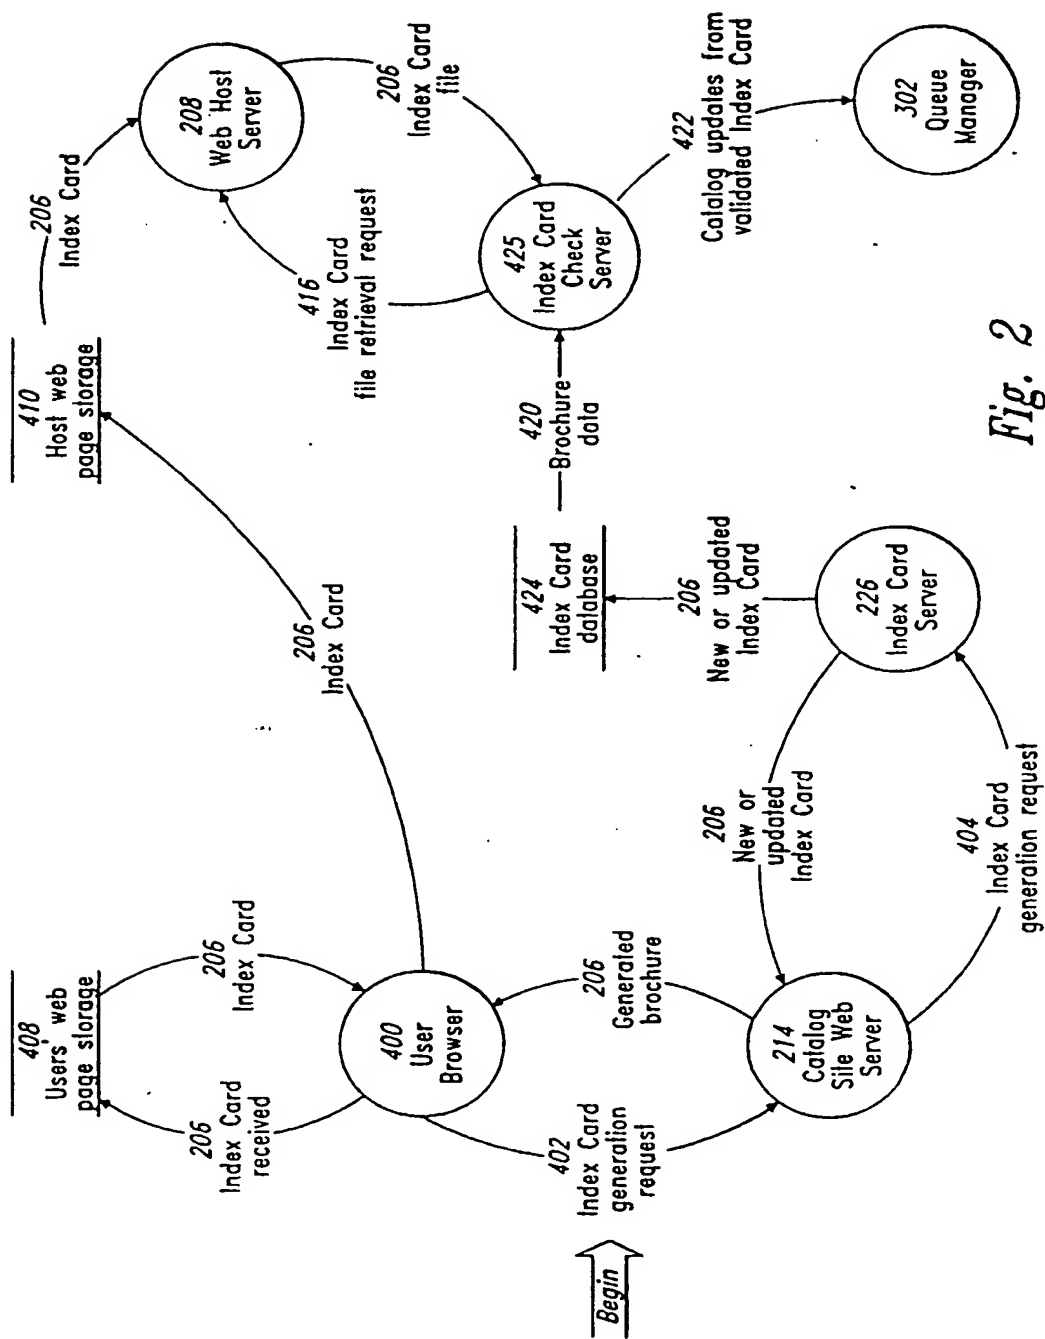 Begin
402
Index Card
generation
request
206
Index Card
received
408
Users' web
page storage
206
Index Card
400
User
Browser
206
Generated
brochure
214
Catalog
Site Web
Server
404
Index Card
generation request
206
New or
updated
Index Card
226
Index Card
Server
206
New or updated
Index Card
424
Index Card
database
206
Index Card
410
Host web
page storage
206
Index Card
208
Web Host
Server
206
Index Card
file
416
Index Card
file retrieval request
420
Brochure
data
425
Index Card
Check
Server
422
Catalog updates from
validated Index Card
302
Queue
Manager
Fig. 2